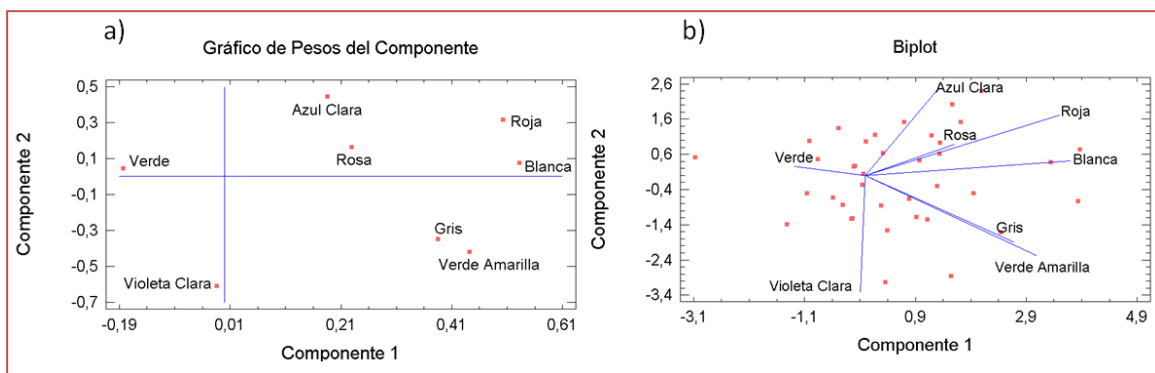 a)
Gráfico de Pesos del Componente
Componente 2
0,5
0,3
0,1
-0,1
-0,3
-0,5
-0,7
Azul Clara
Roja
Rosa
Verde
Blanca
Gris
Verde Amarilla
Violeta Clara
-0,19
0,01
0,21
0,41
0,61
Componente 1
b)
Biplot
Componente 2
2,6
1,6
0,6
-0,4
-1,4
-2,4
-3,4
Azul Clara
Roja
Rosa
Verde
Blanca
Gris
Verde Amarilla
Violeta Clara
-3,1
-1,1
0,9
2,9
4,9
Componente 1